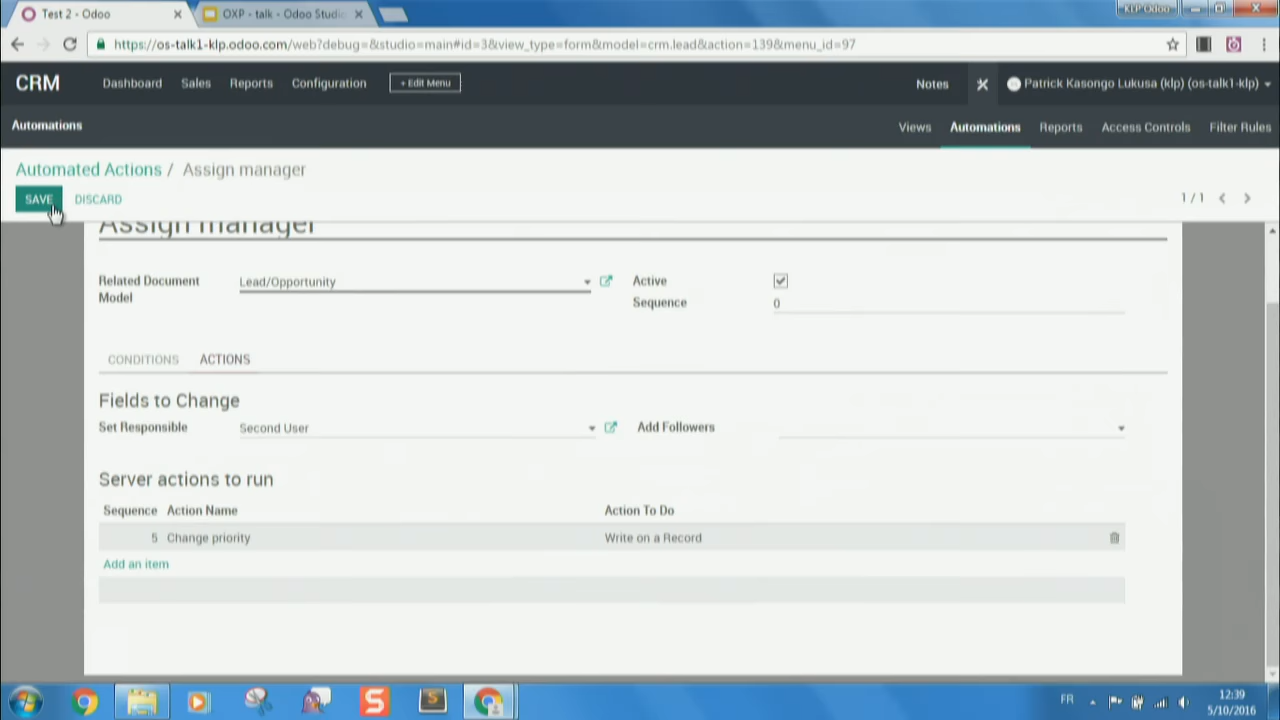 Test 2 - Odoo
OXP - talk - Odoo Studi
KLP Odoo
https://os-talk1-klp.odoo.com/web?debug=&studio=main#id=3&view_type=form&model=crm.lead&action=139&menu_id=97
CRM
Dashboard Sales Reports Configuration + Edit Menu
Notes
Patrick Kasongo Lukusa (klp) (os-talk1-klp)
Automations
Views Automations Reports Access Controls Filter Rules
Automated Actions / Assign manager
SAVE DISCARD
1 / 1
Assign manager
Related Document Model Lead/Opportunity
Active
Sequence 0
CONDITIONS ACTIONS
Fields to Change
Set Responsible Second User
Add Followers
Server actions to run
Sequence Action Name Action To Do
5 Change priority Write on a Record
Add an item
FR
12:39
5/10/2016